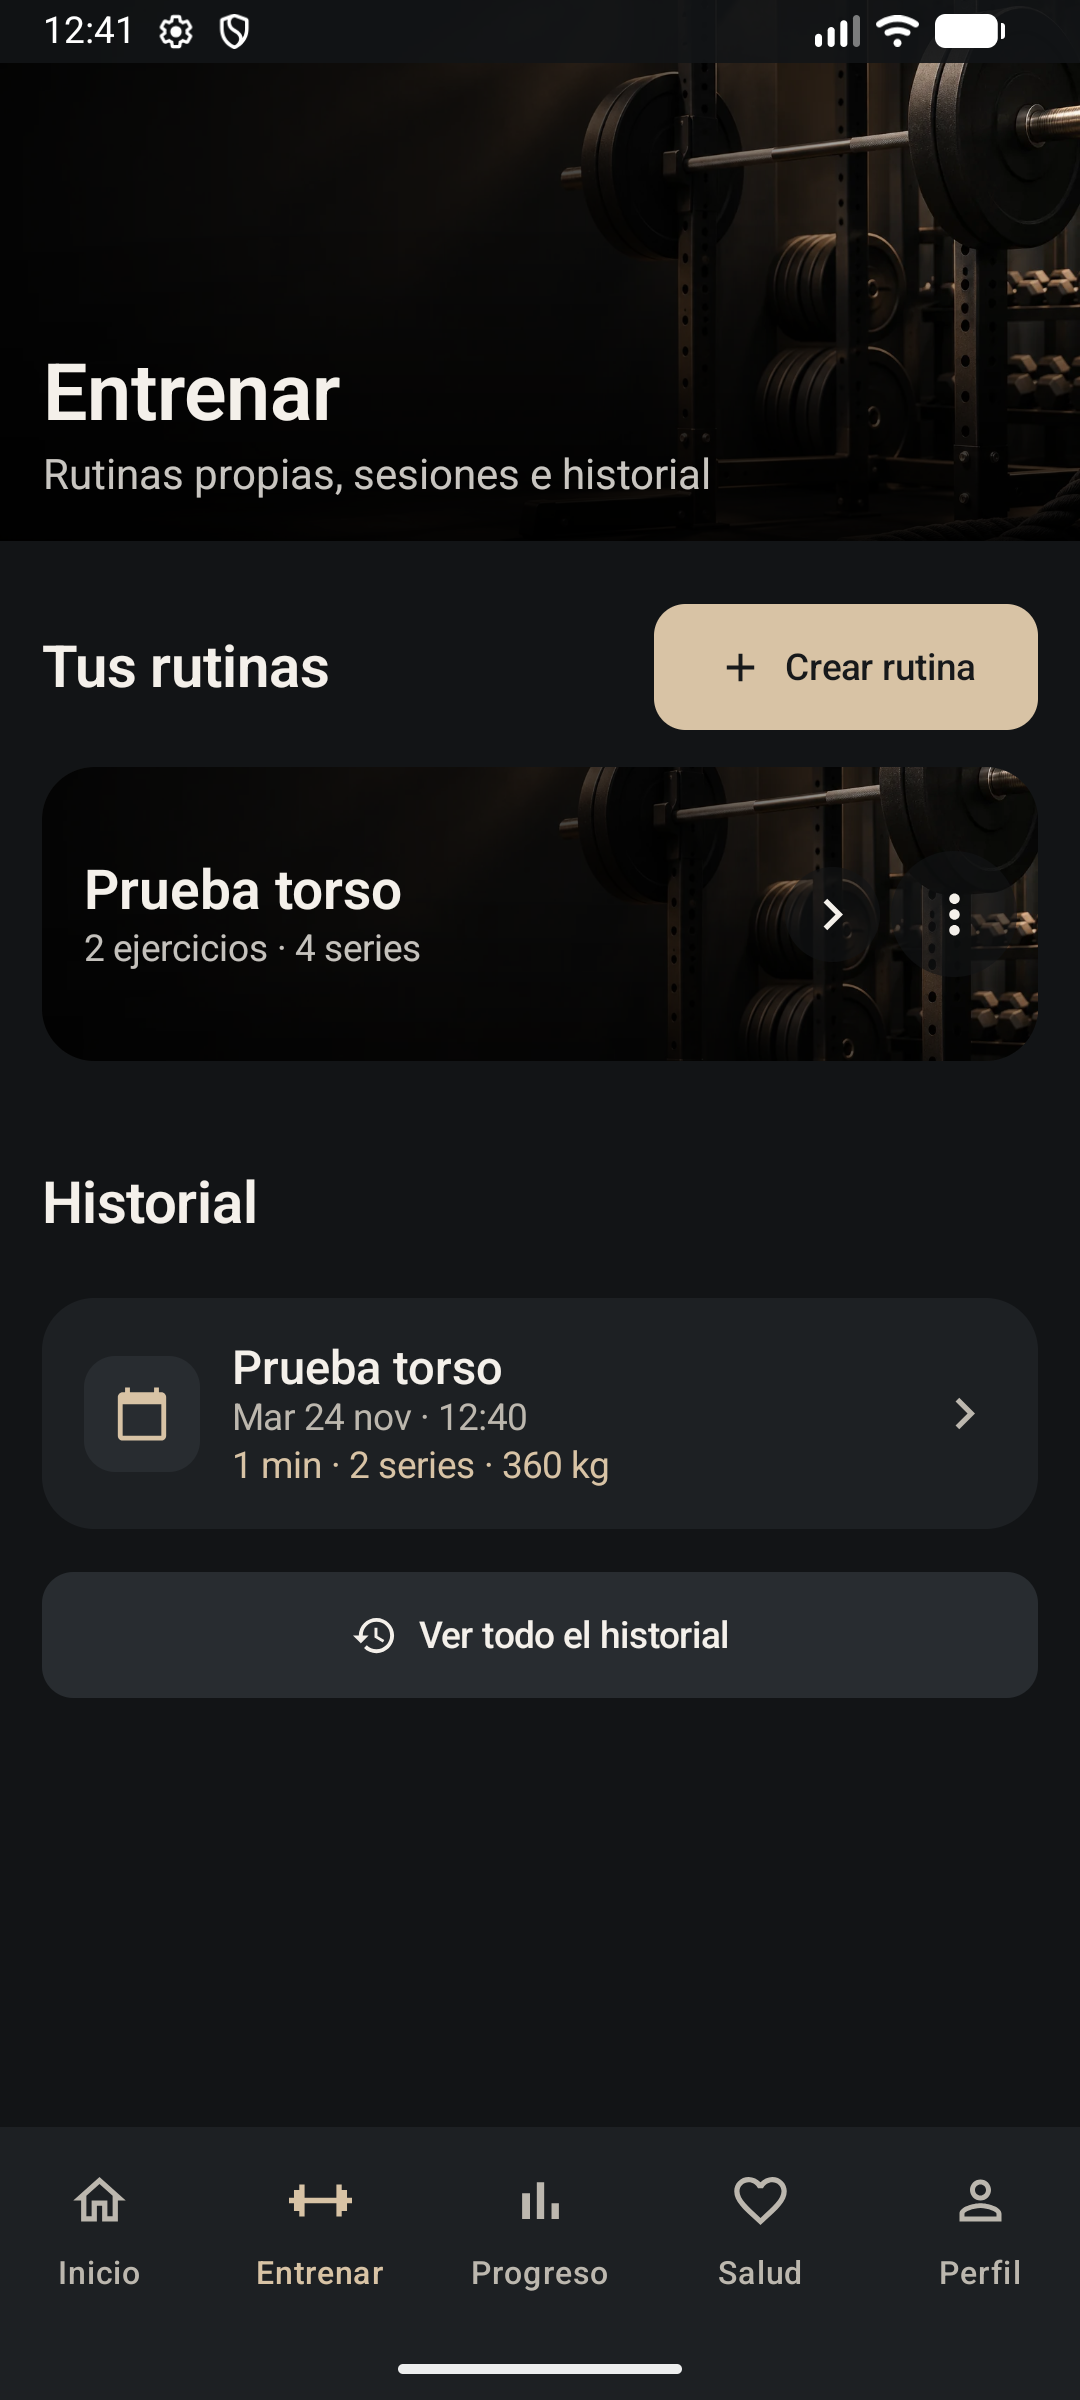 12:41
Entrenar
Rutinas propias, sesiones e historial
Tus rutinas
Crear rutina
Prueba torso
2 ejercicios · 4 series
Historial
Prueba torso
Mar 24 nov · 12:40
1 min · 2 series · 360 kg
Ver todo el historial
Inicio
Entrenar
Progreso
Salud
Perfil